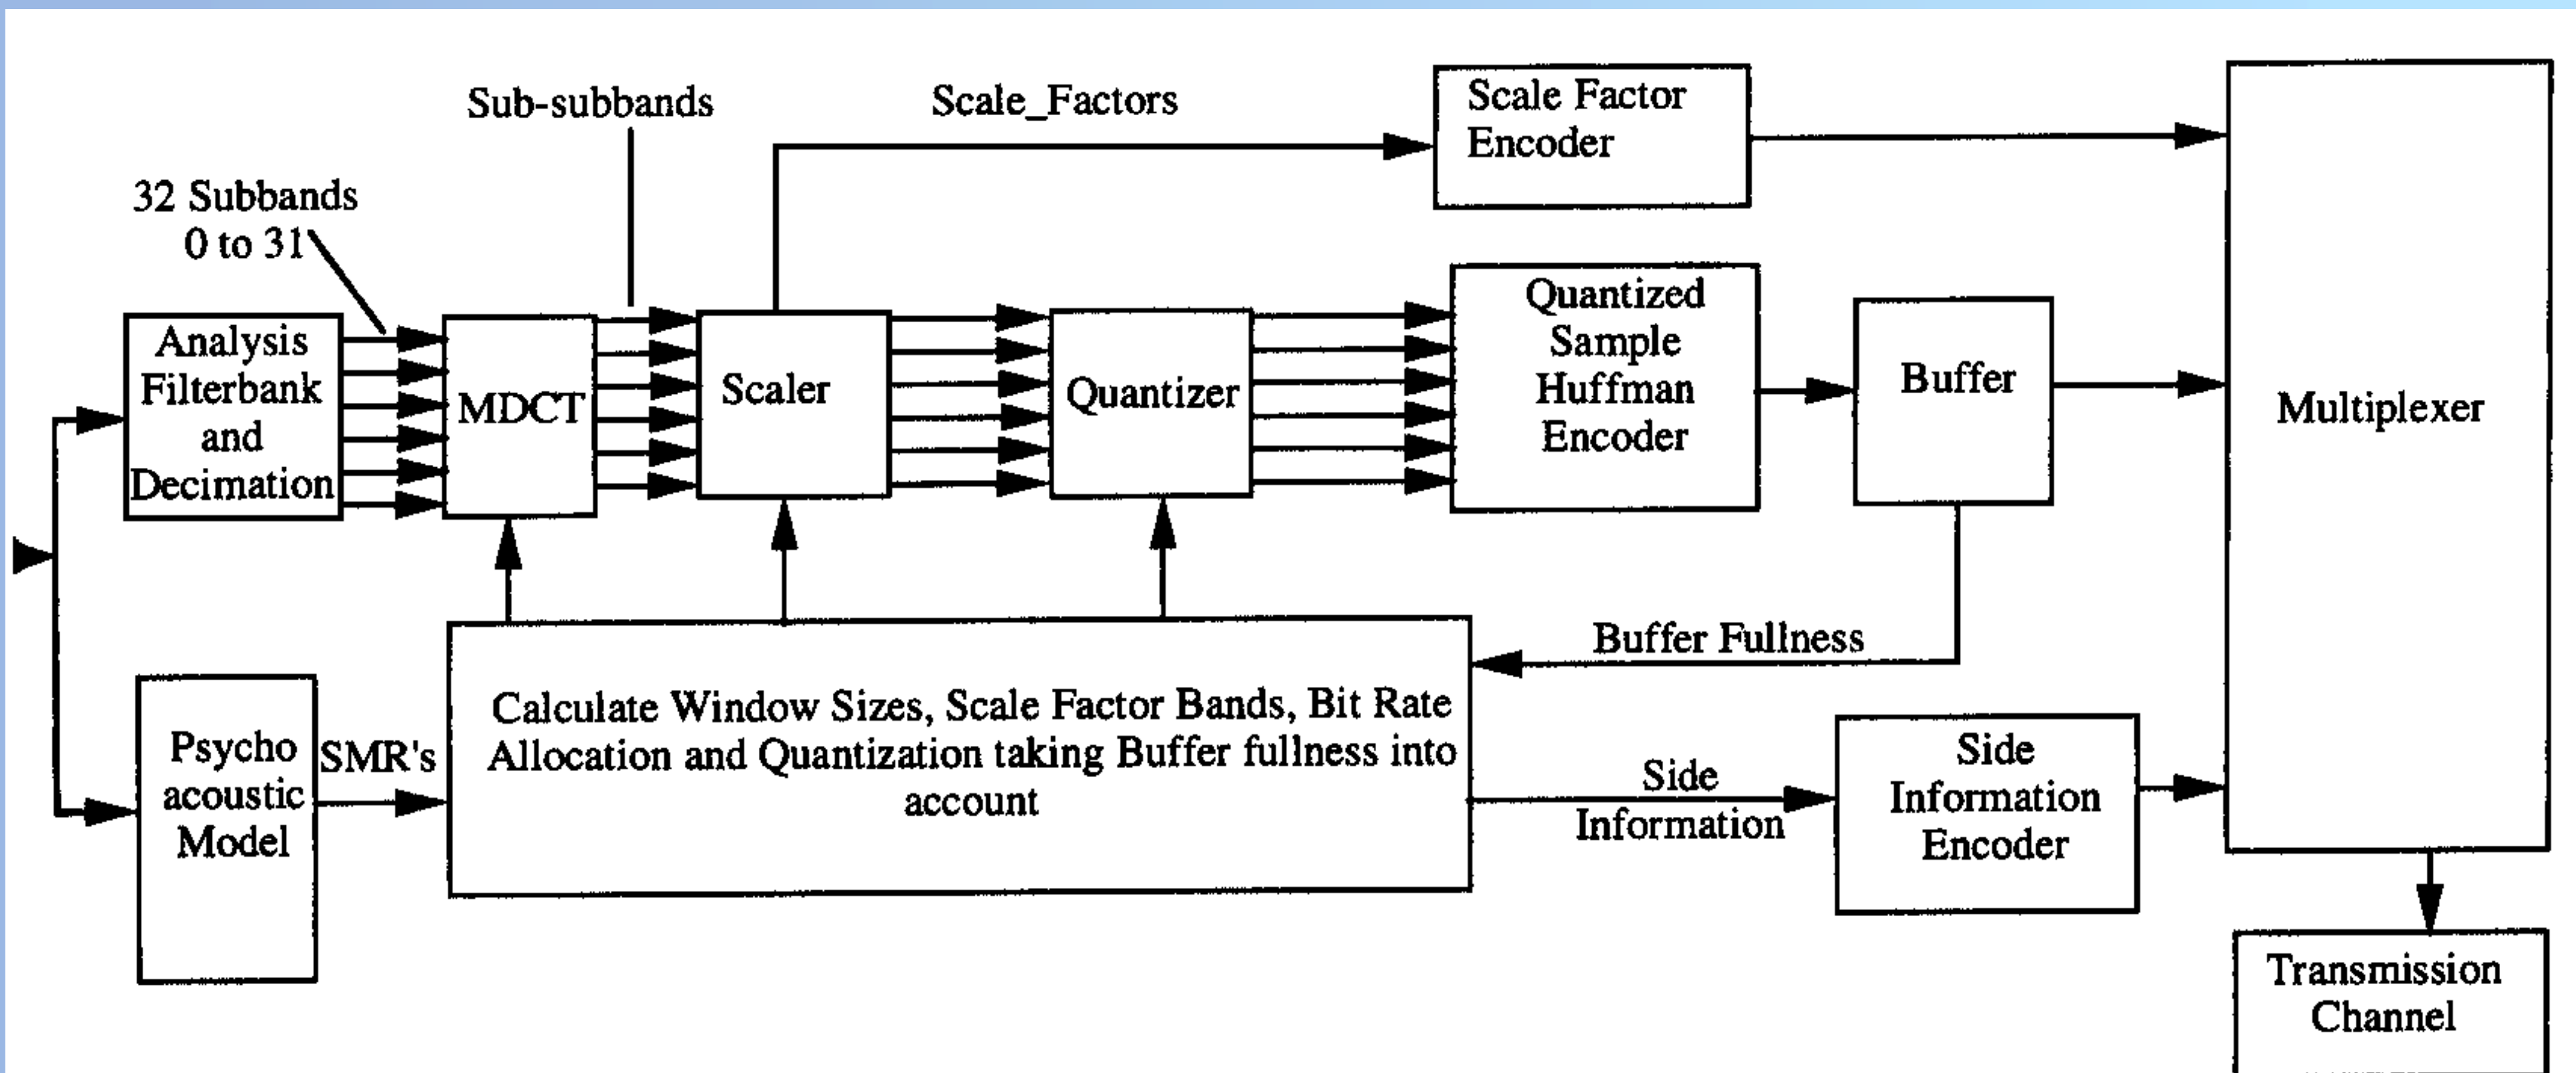 Sub-subbands
Scale_Factors
Scale Factor
Encoder
32 Subbands
0 to 31
Analysis
Filterbank
and
Decimation
MDCT
Scaler
Quantizer
Quantized
Sample
Huffman
Encoder
Buffer
Multiplexer
Buffer Fullness
Psycho
acoustic
Model
SMR's
Calculate Window Sizes, Scale Factor Bands, Bit Rate
Allocation and Quantization taking Buffer fullness into
account
Side
Information
Side
Information
Encoder
Transmission
Channel